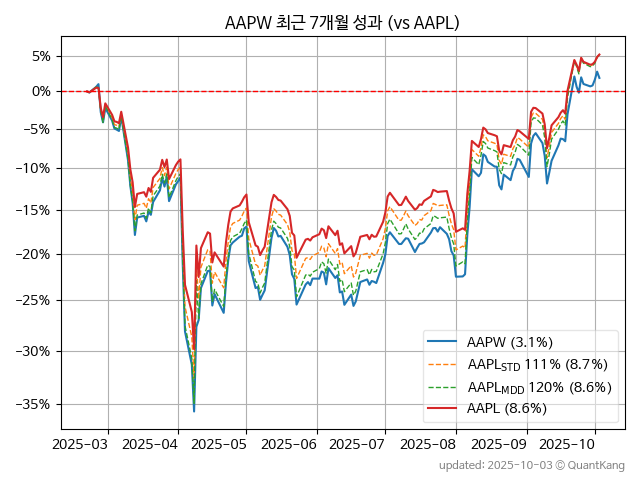 AAPW 최근 7개월 성과 (vs AAPL)
5%
0%
−5%
−10%
−15%
−20%
−25%
−30%
−35%
AAPW (3.1%)
AAPL_STD 111% (8.7%)
AAPL_MDD 120% (8.6%)
AAPL (8.6%)
2025-03 2025-04 2025-05 2025-06 2025-07 2025-08 2025-09 2025-10
updated: 2025-10-03 © QuantKang